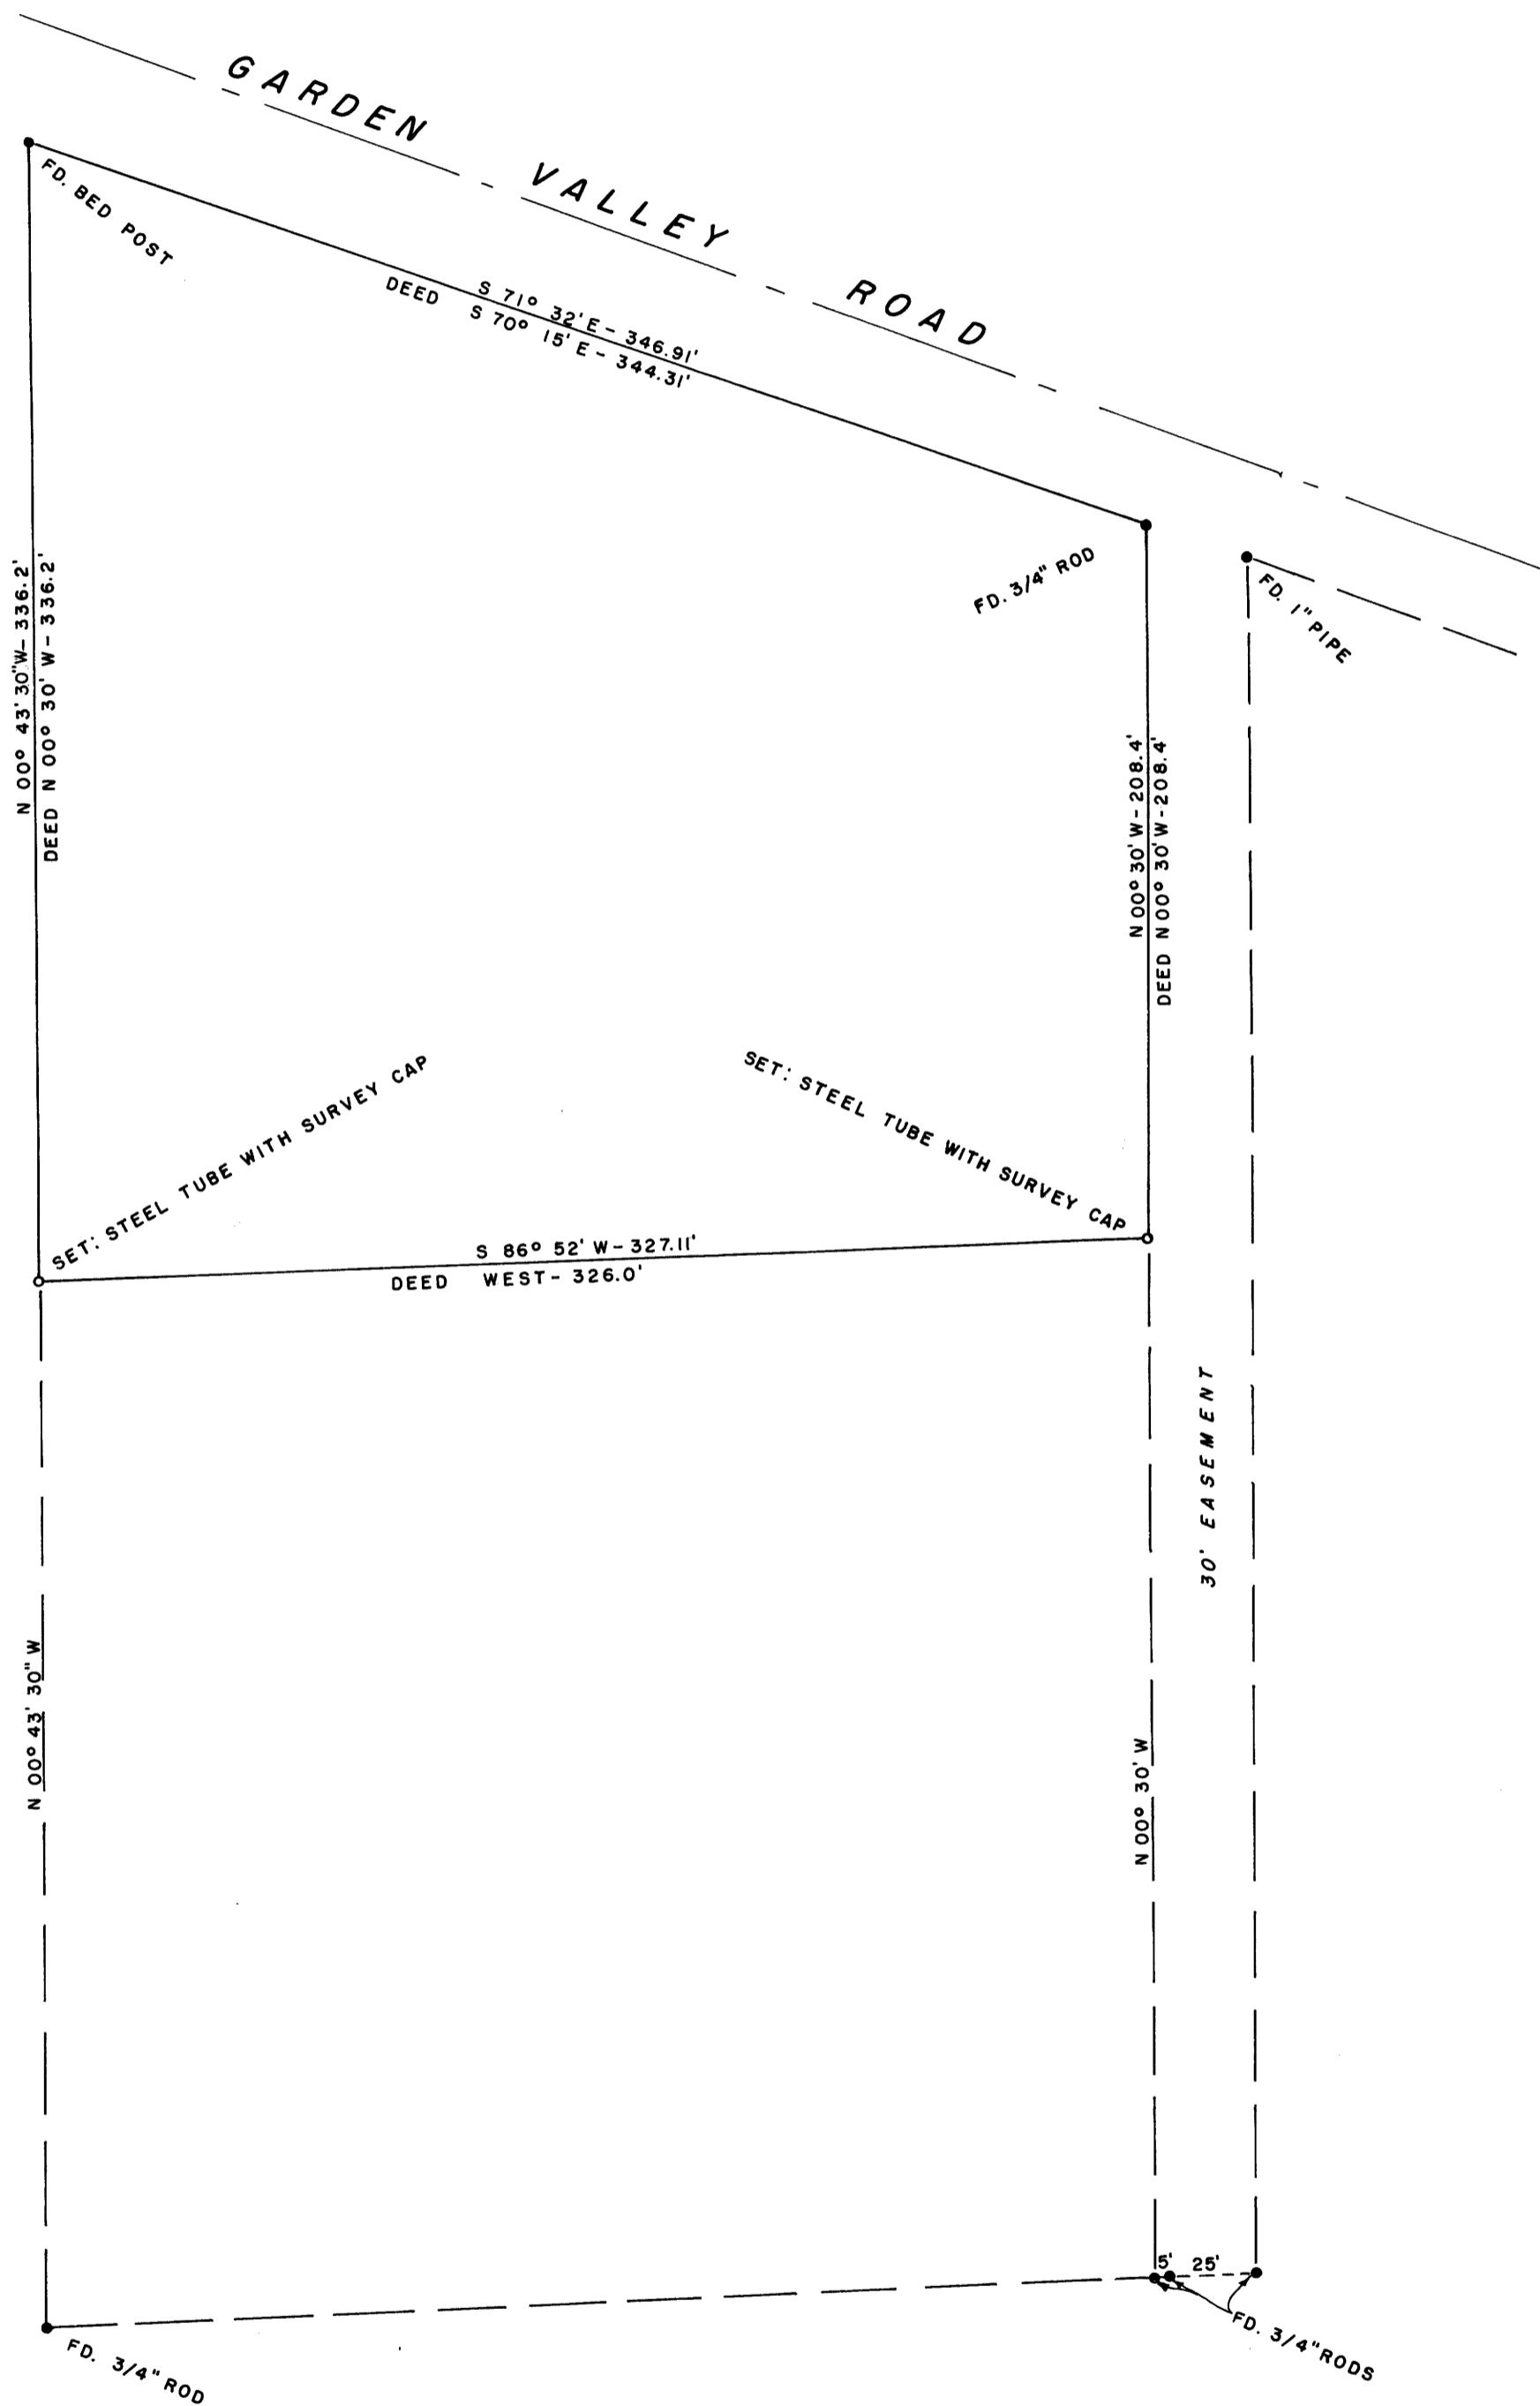 GARDEN VALLEY ROAD
FD. BED POST
S 71° 32' E - 346.91'
DEED S 70° 15' E - 344.31'
FD. 3/4" ROD
FD. 1" PIPE
N 00° 43' 30" W - 336.2'
DEED N 00° 30' W - 336.2'
N 00° 30' W - 208.4'
DEED N 00° 30' W - 208.4'
SET: STEEL TUBE WITH SURVEY CAP
SET: STEEL TUBE WITH SURVEY CAP
S 86° 52' W - 327.11'
DEED WEST - 326.0'
30' EASEMENT
N 00° 43' 30" W
N 00° 30' W
5' 25'
FD. 3/4" RODS
FD. 3/4" ROD